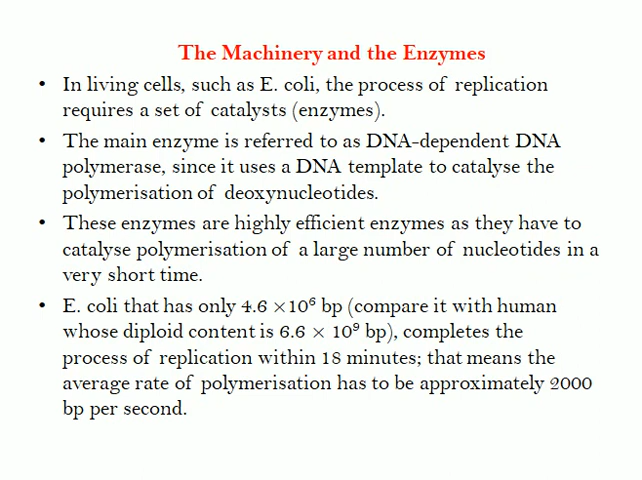 The Machinery and the Enzymes
• In living cells, such as E. coli, the process of replication
requires a set of catalysts (enzymes).
• The main enzyme is referred to as DNA-dependent DNA
polymerase, since it uses a DNA template to catalyse the
polymerisation of deoxynucleotides.
• These enzymes are highly efficient enzymes as they have to
catalyse polymerisation of a large number of nucleotides in a
very short time.
• E. coli that has only 4.6 ×10⁶ bp (compare it with human
whose diploid content is 6.6 × 10⁹ bp), completes the
process of replication within 18 minutes; that means the
average rate of polymerisation has to be approximately 2000
bp per second.